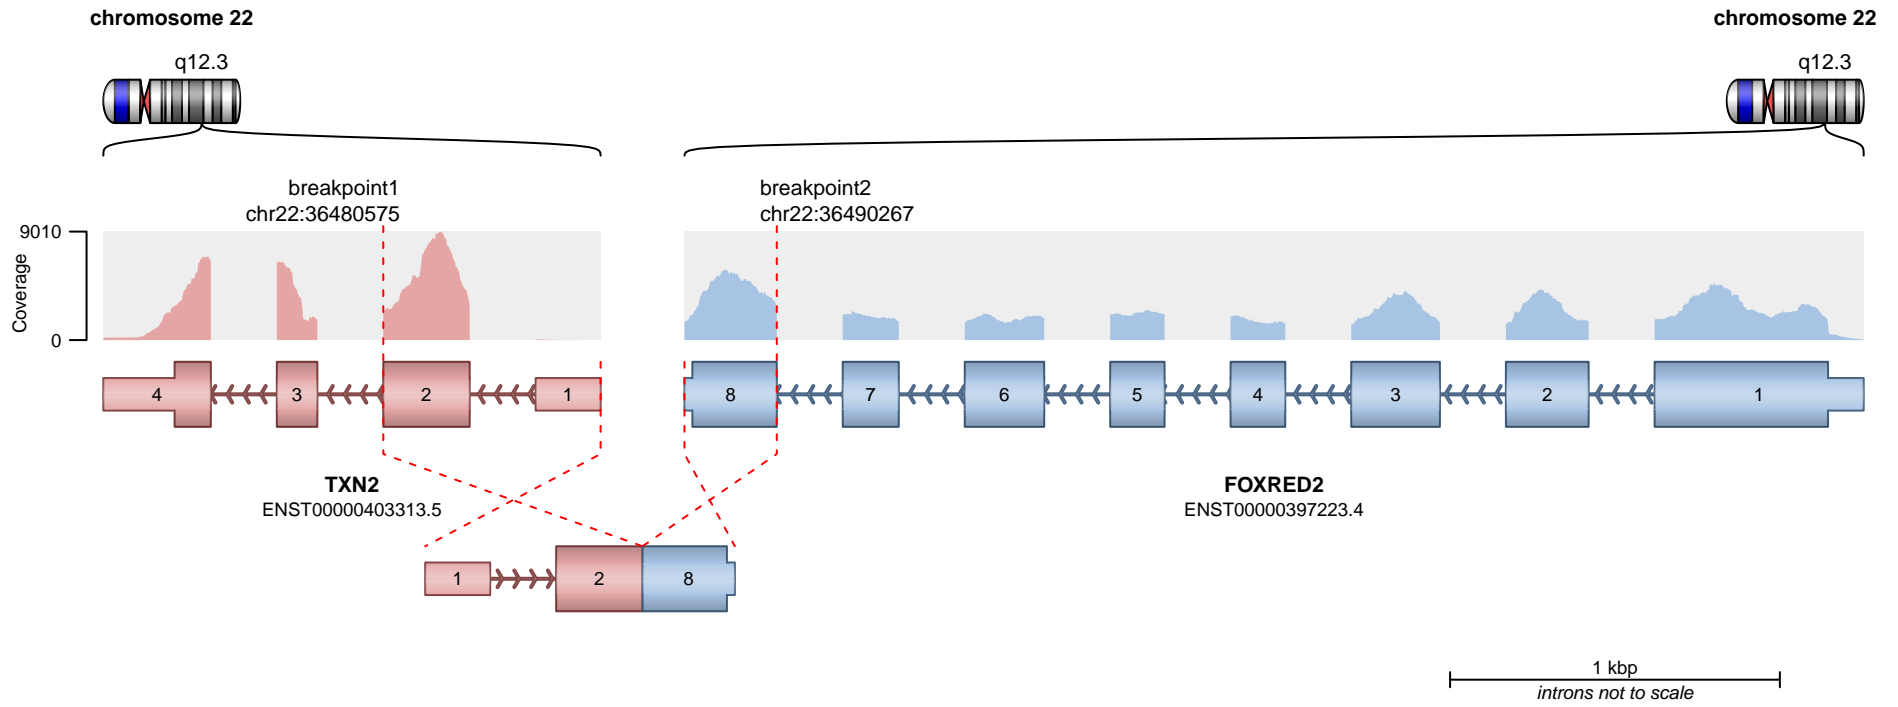 chromosome 22
chromosome 22
q12.3
q12.3
breakpoint1
chr22:36480575
breakpoint2
chr22:36490267
9010
0
Coverage
4
3
2
1
8
7
6
5
4
3
2
1
TXN2
ENST00000403313.5
FOXRED2
ENST00000397223.4
1
2
8
1 kbp
introns not to scale